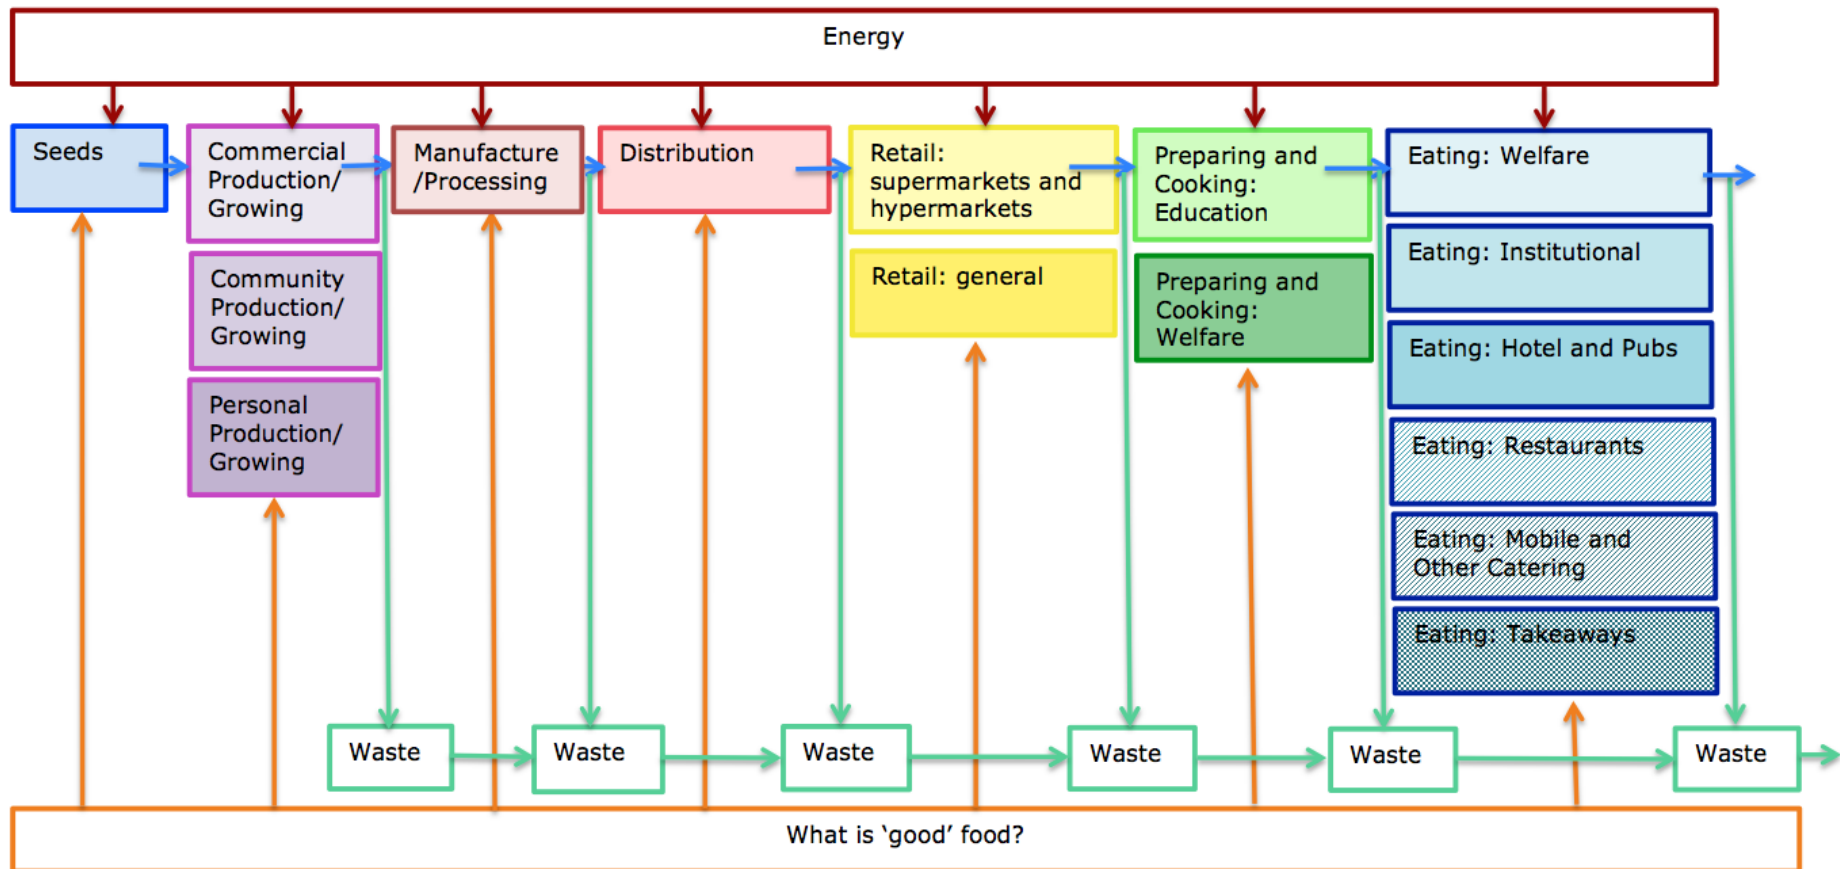 Energy
Seeds
Commercial
Production/
Growing
Community
Production/
Growing
Personal
Production/
Growing
Manufacture
/Processing
Distribution
Retail:
supermarkets and
hypermarkets
Retail: general
Preparing and
Cooking:
Education
Preparing and
Cooking:
Welfare
Eating: Welfare
Eating: Institutional
Eating: Hotel and Pubs
Eating: Restaurants
Eating: Mobile and
Other Catering
Eating: Takeaways
Waste
Waste
Waste
Waste
Waste
Waste
What is ‘good’ food?